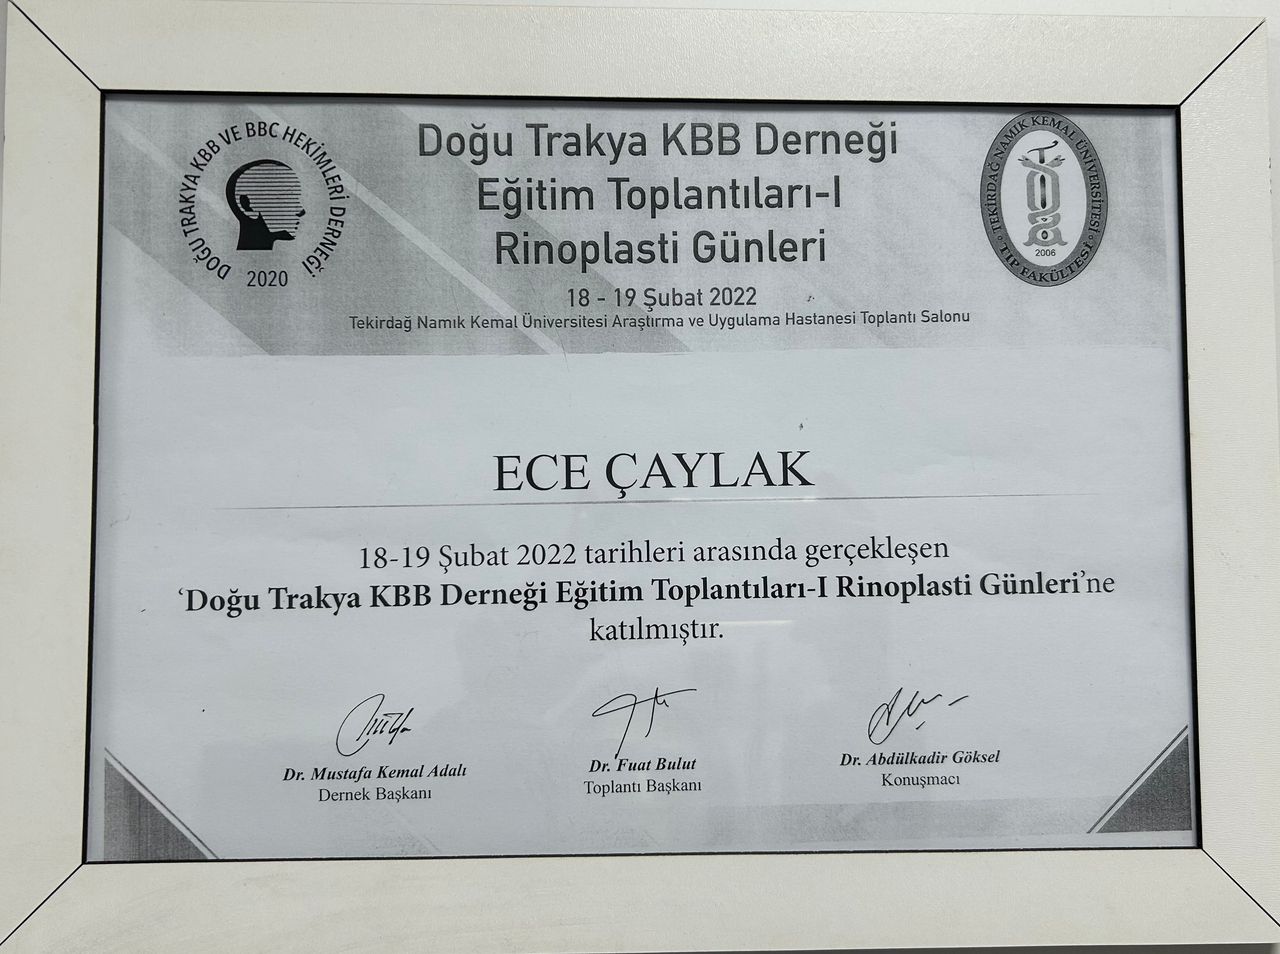 DOĞU TRAKYA KBB VE BBC HEKİMLERİ DERNEĞİ
2020
Doğu Trakya KBB Derneği
Eğitim Toplantıları-I
Rinoplasti Günleri
18 - 19 Şubat 2022
Tekirdağ Namık Kemal Üniversitesi Araştırma ve Uygulama Hastanesi Toplantı Salonu
TEKİRDAĞ NAMIK KEMAL ÜNİVERSİTESİ
2006
TIP FAKÜLTESİ
ECE ÇAYLAK
18-19 Şubat 2022 tarihleri arasında gerçekleşen
‘Doğu Trakya KBB Derneği Eğitim Toplantıları-I Rinoplasti Günleri’ne
katılmıştır.
Dr. Mustafa Kemal Adalı
Dernek Başkanı
Dr. Fuat Bulut
Toplantı Başkanı
Dr. Abdülkadir Göksel
Konuşmacı